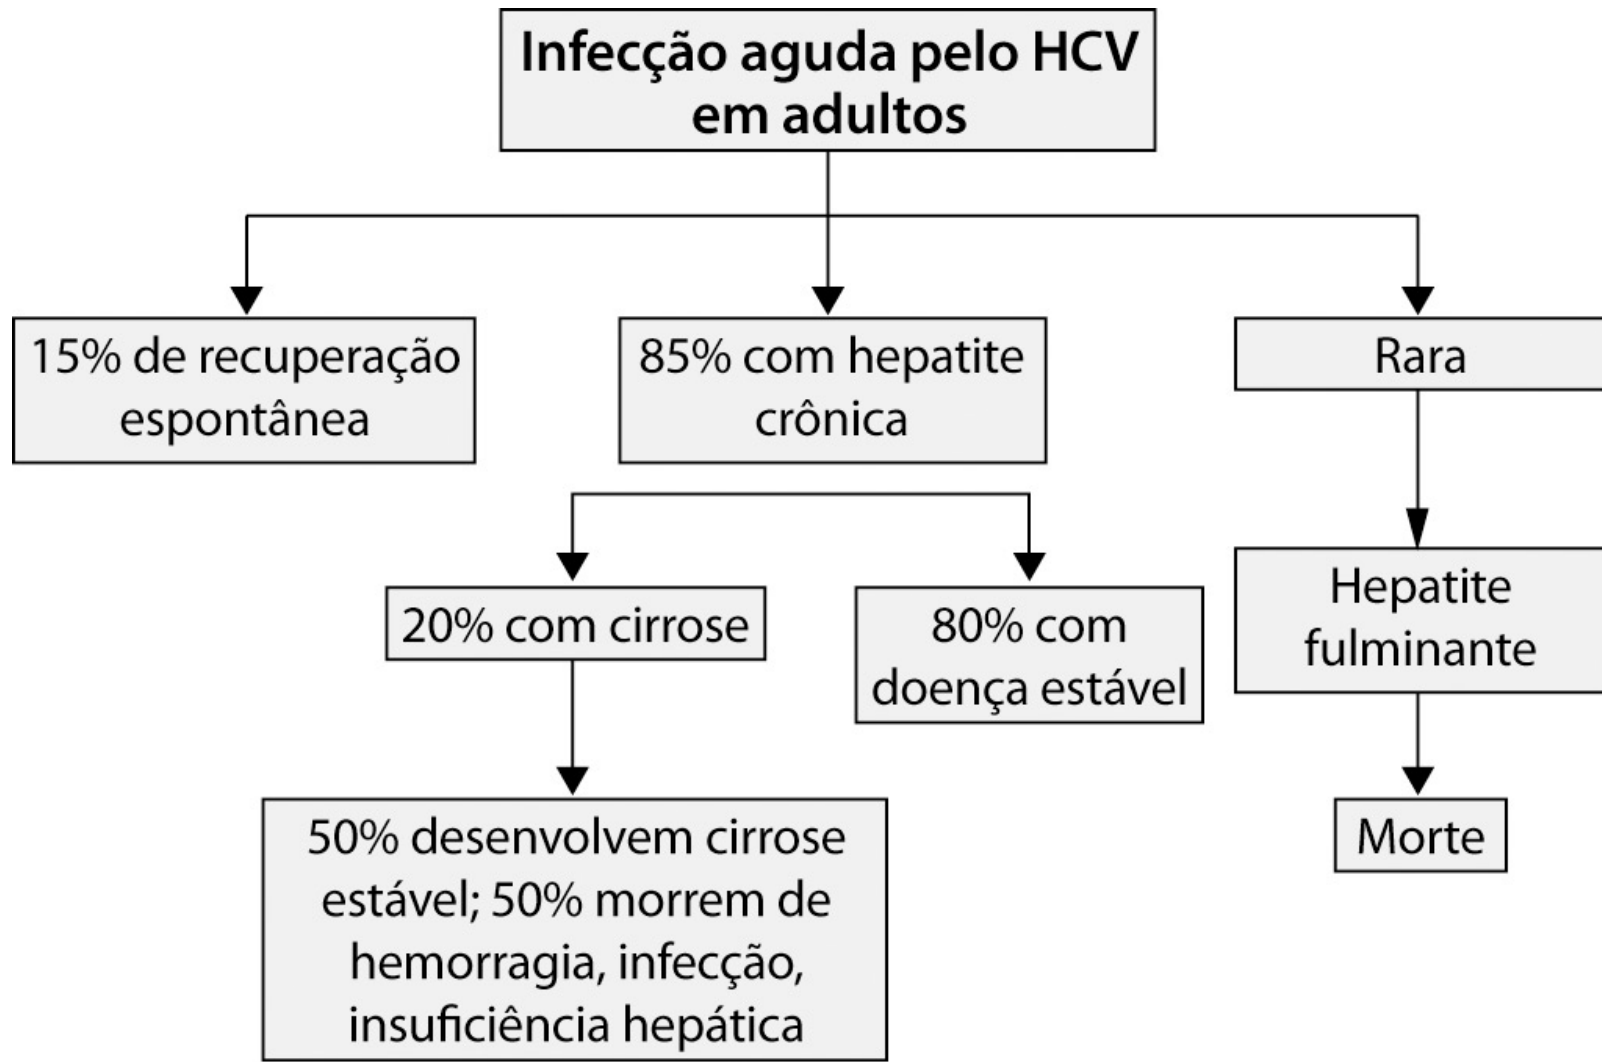 Infecção aguda pelo HCV
em adultos
15% de recuperação
espontânea
85% com hepatite
crônica
Rara
20% com cirrose
80% com
doença estável
Hepatite
fulminante
50% desenvolvem cirrose
estável; 50% morrem de
hemorragia, infecção,
insuficiência hepática
Morte